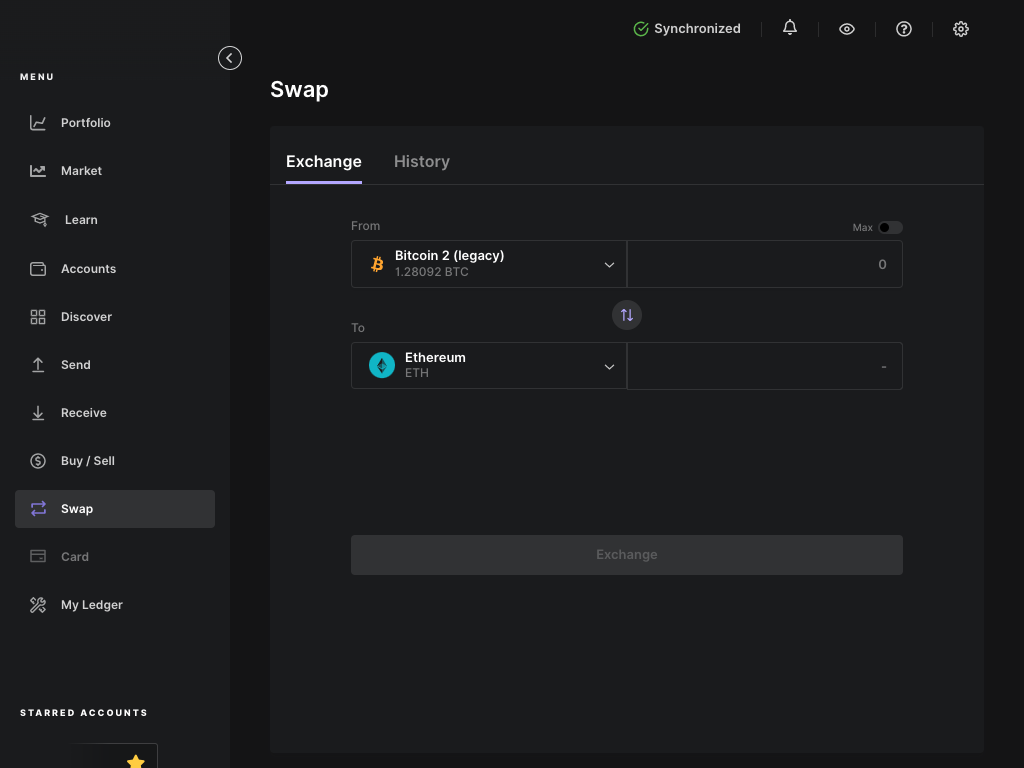 Synchronized
MENU
Portfolio
Market
Learn
Accounts
Discover
Send
Receive
Buy / Sell
Swap
Card
My Ledger
STARRED ACCOUNTS
Swap
Exchange
History
From
Max
Bitcoin 2 (legacy)
1.28092 BTC
0
To
Ethereum
ETH
-
Exchange